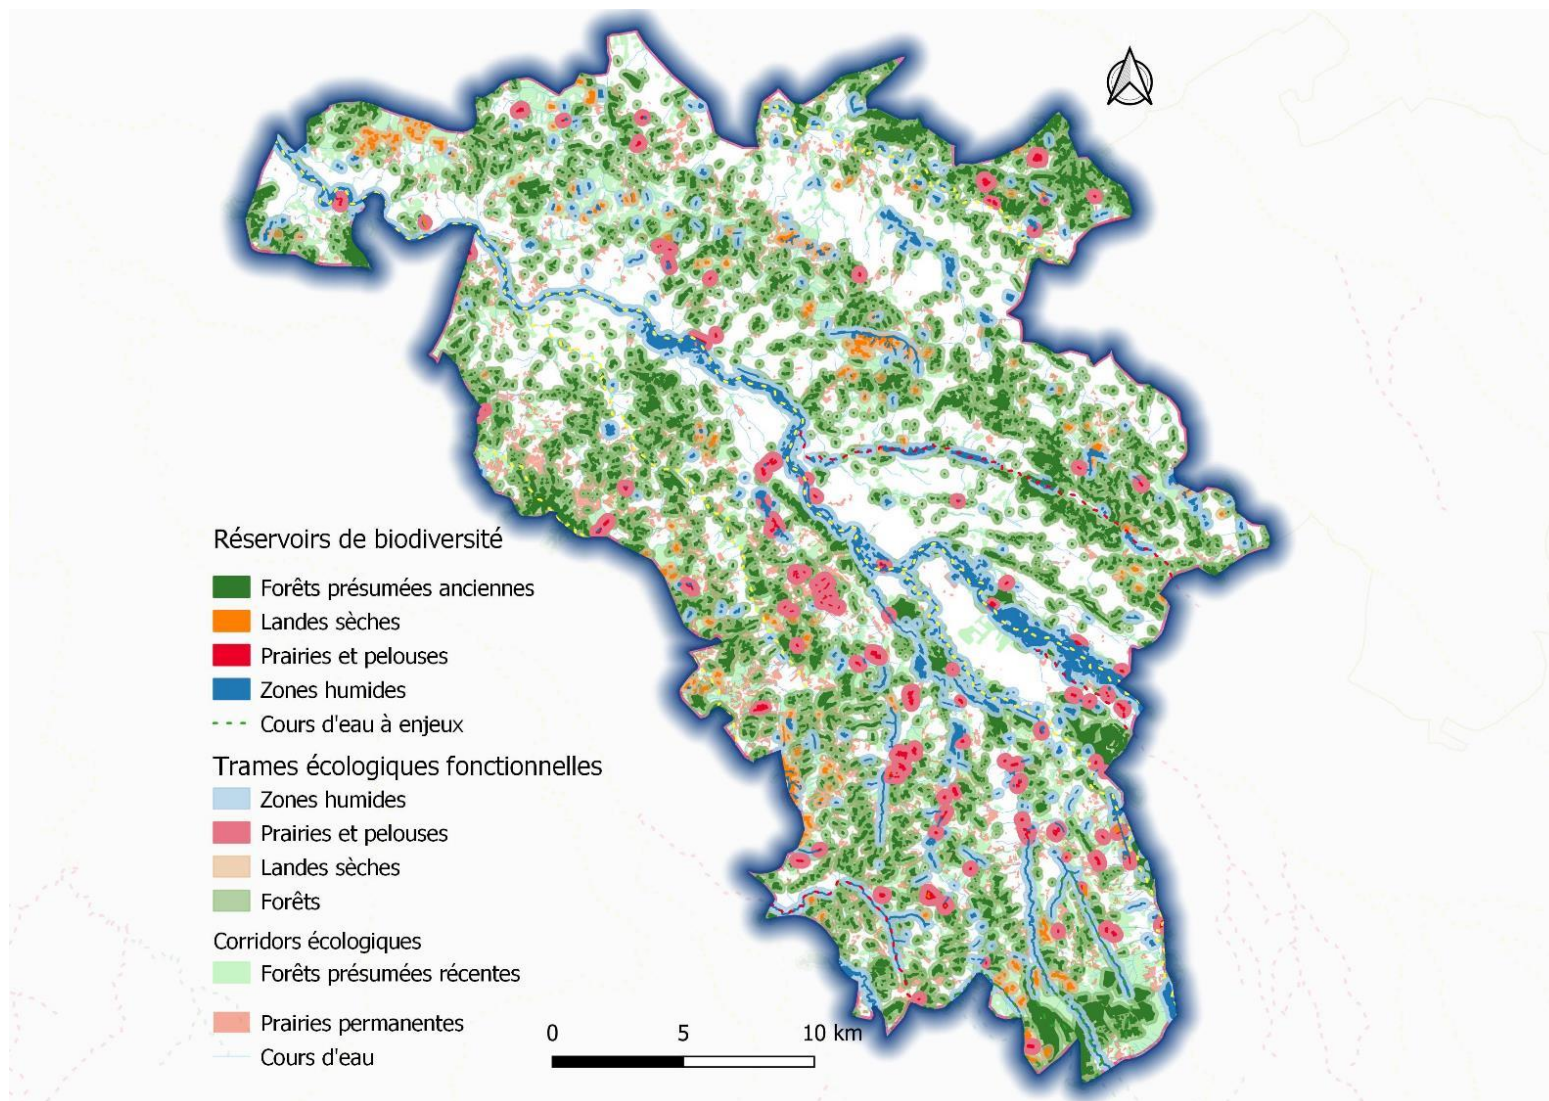 Réservoirs de biodiversité
Forêts présumées anciennes
Landes sèches
Prairies et pelouses
Zones humides
Cours d'eau à enjeux
Trames écologiques fonctionnelles
Zones humides
Prairies et pelouses
Landes sèches
Forêts
Corridors écologiques
Forêts présumées récentes
Prairies permanentes
Cours d'eau
0 5 10 km